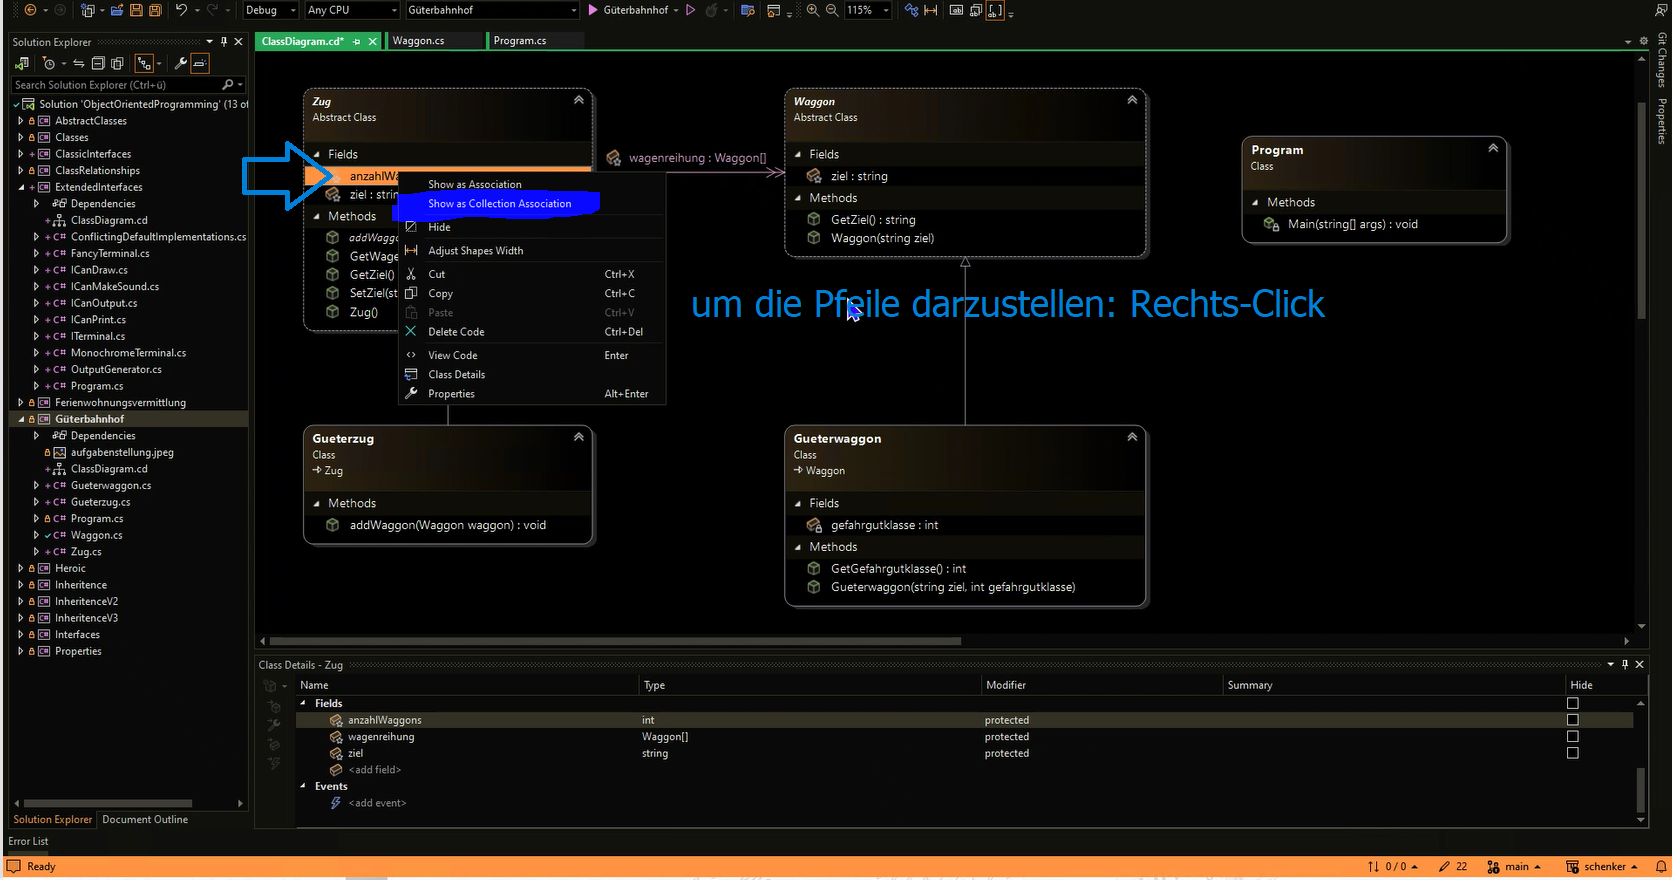 Debug
Any CPU
Güterbahnhof
Güterbahnhof
115%
Solution Explorer
Search Solution Explorer (Ctrl+ü)
Solution 'ObjectOrientedProgramming' (13 of
AbstractClasses
Classes
ClassicInterfaces
ClassRelationships
ExtendedInterfaces
Dependencies
ClassDiagram.cd
ConflictingDefaultImplementations.cs
FancyTerminal.cs
ICanDraw.cs
ICanMakeSound.cs
ICanOutput.cs
ICanPrint.cs
ITerminal.cs
MonochromeTerminal.cs
OutputGenerator.cs
Program.cs
Ferienwohnungsvermittlung
Güterbahnhof
Dependencies
aufgabenstellung.jpeg
ClassDiagram.cd
Gueterwaggon.cs
Gueterzug.cs
Program.cs
Waggon.cs
Zug.cs
Heroic
Inheritence
InheritenceV2
InheritenceV3
Interfaces
Properties
Solution Explorer
Document Outline
ClassDiagram.cd*
Waggon.cs
Program.cs
Zug
Abstract Class
Fields
anzahlWa
ziel : strin
Methods
addWaggo
GetWage
GetZiel()
SetZiel(st
Zug()
Show as Association
Show as Collection Association
Hide
Adjust Shapes Width
Cut Ctrl+X
Copy Ctrl+C
Paste Ctrl+V
Delete Code Ctrl+Del
View Code Enter
Class Details
Properties Alt+Enter
wagenreihung : Waggon[]
Waggon
Abstract Class
Fields
ziel : string
Methods
GetZiel() : string
Waggon(string ziel)
Program
Class
Methods
Main(string[] args) : void
um die Pfeile darzustellen: Rechts-Click
Gueterzug
Class
Zug
Methods
addWaggon(Waggon waggon) : void
Gueterwaggon
Class
Waggon
Fields
gefahrgutklasse : int
Methods
GetGefahrgutklasse() : int
Gueterwaggon(string ziel, int gefahrgutklasse)
Git Changes
Properties
Class Details - Zug
Name Type Modifier Summary Hide
Fields
anzahlWaggons int protected
wagenreihung Waggon[] protected
ziel string protected
<add field>
Events
<add event>
Error List
Ready
0 / 0
22
main
schenker